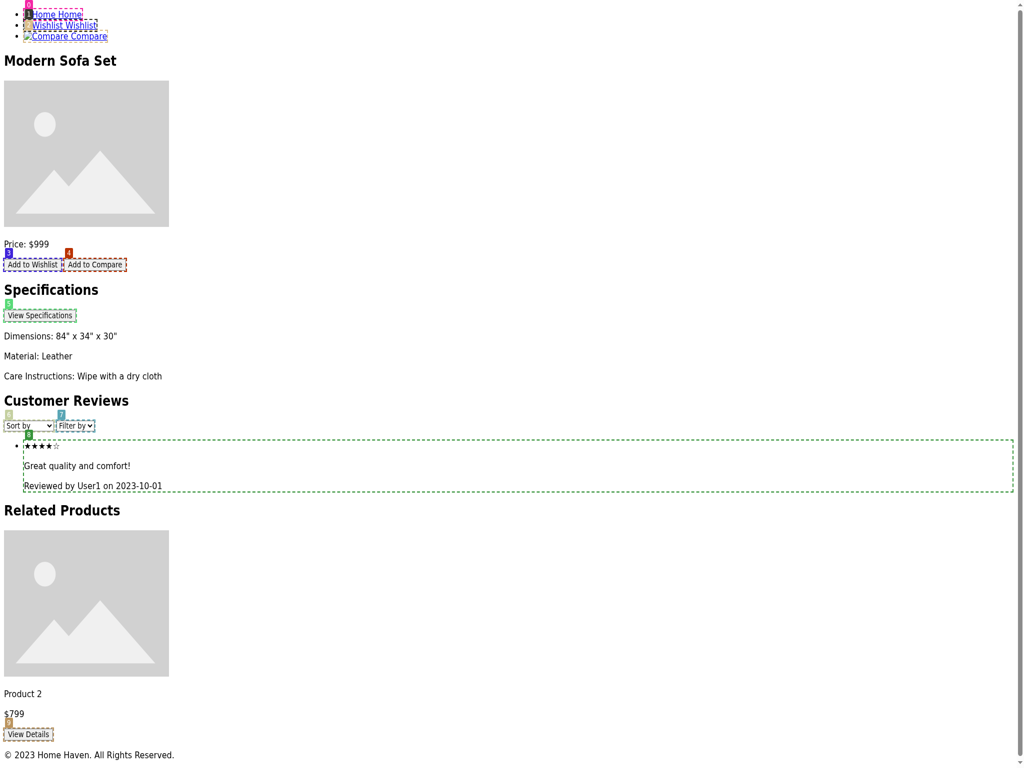 0
Home Home
1
Wishlist Wishlist
Compare Compare
Modern Sofa Set
Price: $999
3
4
Add to Wishlist
Add to Compare
Specifications
5
View Specifications
Dimensions: 84" x 34" x 30"
Material: Leather
Care Instructions: Wipe with a dry cloth
Customer Reviews
6
7
Sort by
Filter by
8
★★★★☆
Great quality and comfort!
Reviewed by User1 on 2023-10-01
Related Products
Product 2
$799
9
View Details
© 2023 Home Haven. All Rights Reserved.